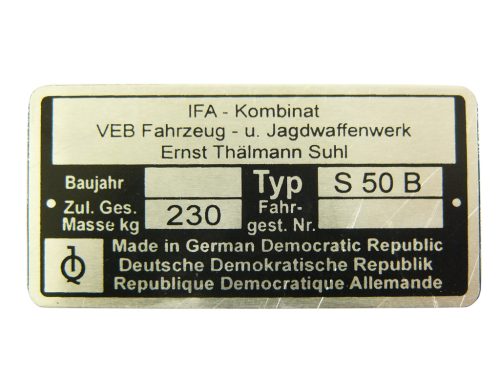 IFA - Kombinat
VEB Fahrzeug - u. Jagdwaffenwerk
Ernst Thälmann Suhl
Baujahr Typ S 50 B
Zul. Ges. Masse kg 230 Fahr- gest. Nr.
Made in German Democratic Republic
Deutsche Demokratische Republik
Republique Democratique Allemande